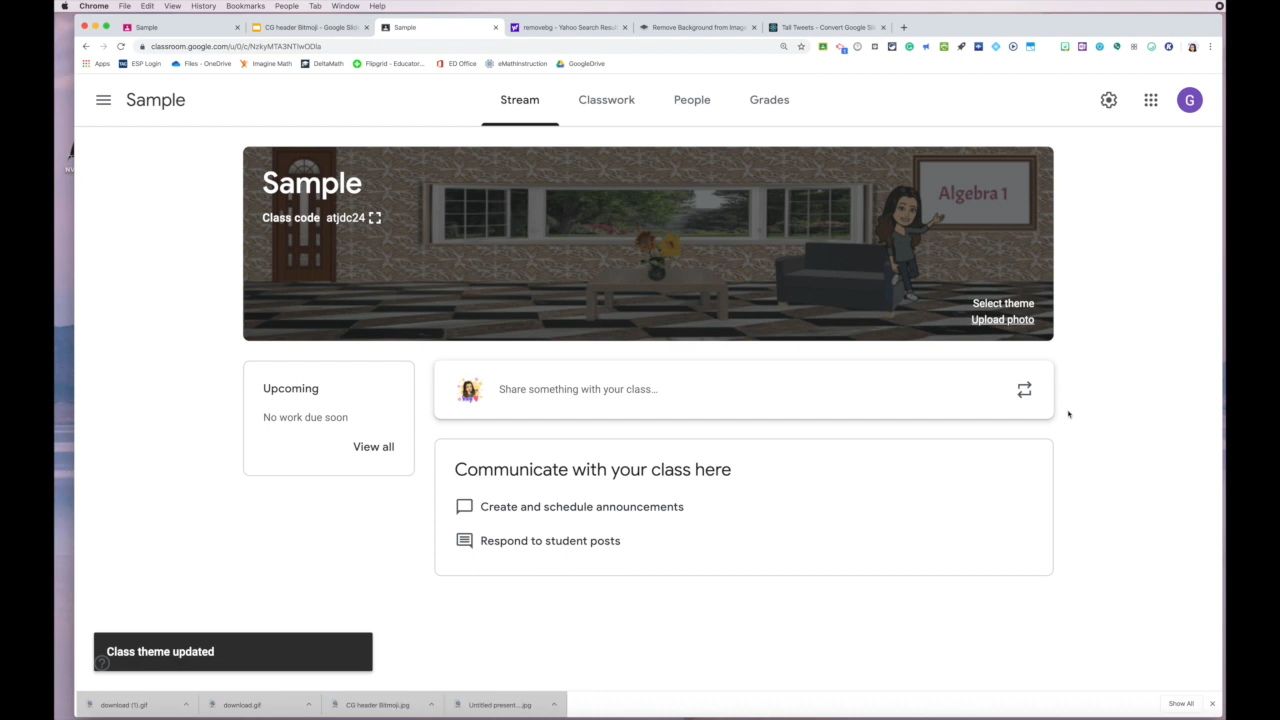 Chrome File Edit View History Bookmarks People Tab Window Help
Sample
CG header Bitmoji - Google Slid
Sample
removebg - Yahoo Search Resul
Remove Background from Imag
Tall Tweets - Convert Google Sl
classroom.google.com/u/0/c/NzkyMTA3NTIwODla
Apps ESP Login Files - OneDrive Imagine Math DeltaMath Flipgrid - Educator... ED Office eMathInstruction GoogleDrive
Sample Stream Classwork People Grades G
Sample
Class code atjdc24
Algebra 1
Select theme
Upload photo
Upcoming
No work due soon
View all
Share something with your class...
Communicate with your class here
Create and schedule announcements
Respond to student posts
Class theme updated
download (1).gif download.gif CG header Bitmoji.jpg Untitled present....jpg Show All